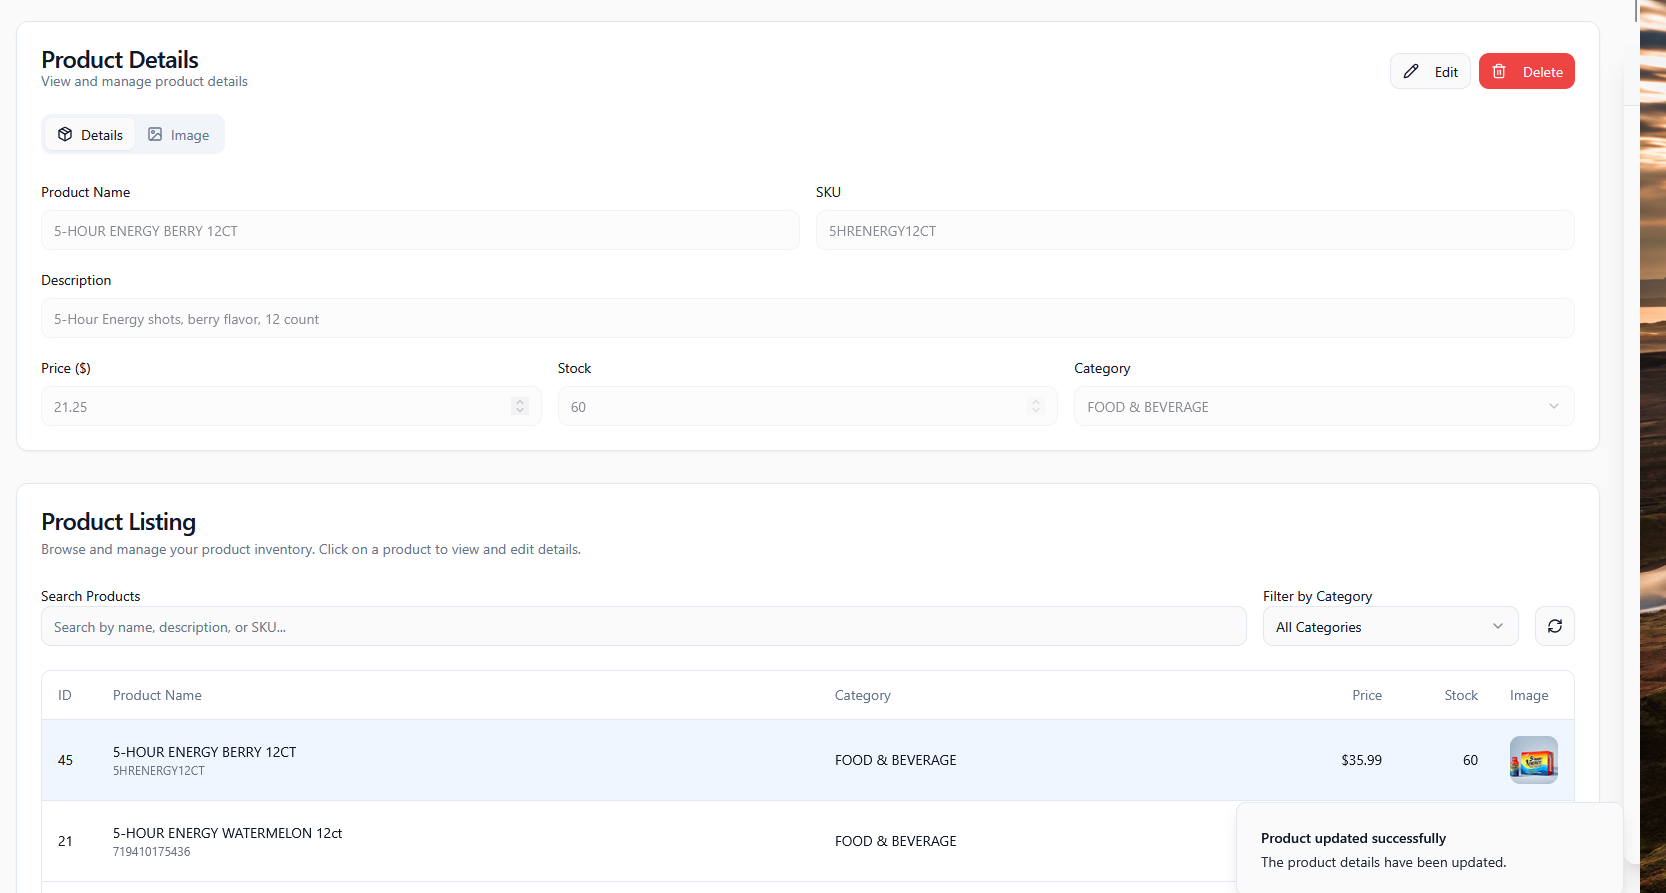 Product Details
View and manage product details
Edit
Delete
Details
Image
Product Name
SKU
5-HOUR ENERGY BERRY 12CT
5HRENERGY12CT
Description
5-Hour Energy shots, berry flavor, 12 count
Price ($)
Stock
Category
21.25
60
FOOD & BEVERAGE
Product Listing
Browse and manage your product inventory. Click on a product to view and edit details.
Search Products
Filter by Category
Search by name, description, or SKU...
All Categories
ID Product Name Category Price Stock Image
45 5-HOUR ENERGY BERRY 12CT FOOD & BEVERAGE $35.99 60
5HRENERGY12CT
21 5-HOUR ENERGY WATERMELON 12ct FOOD & BEVERAGE
719410175436
Product updated successfully
The product details have been updated.